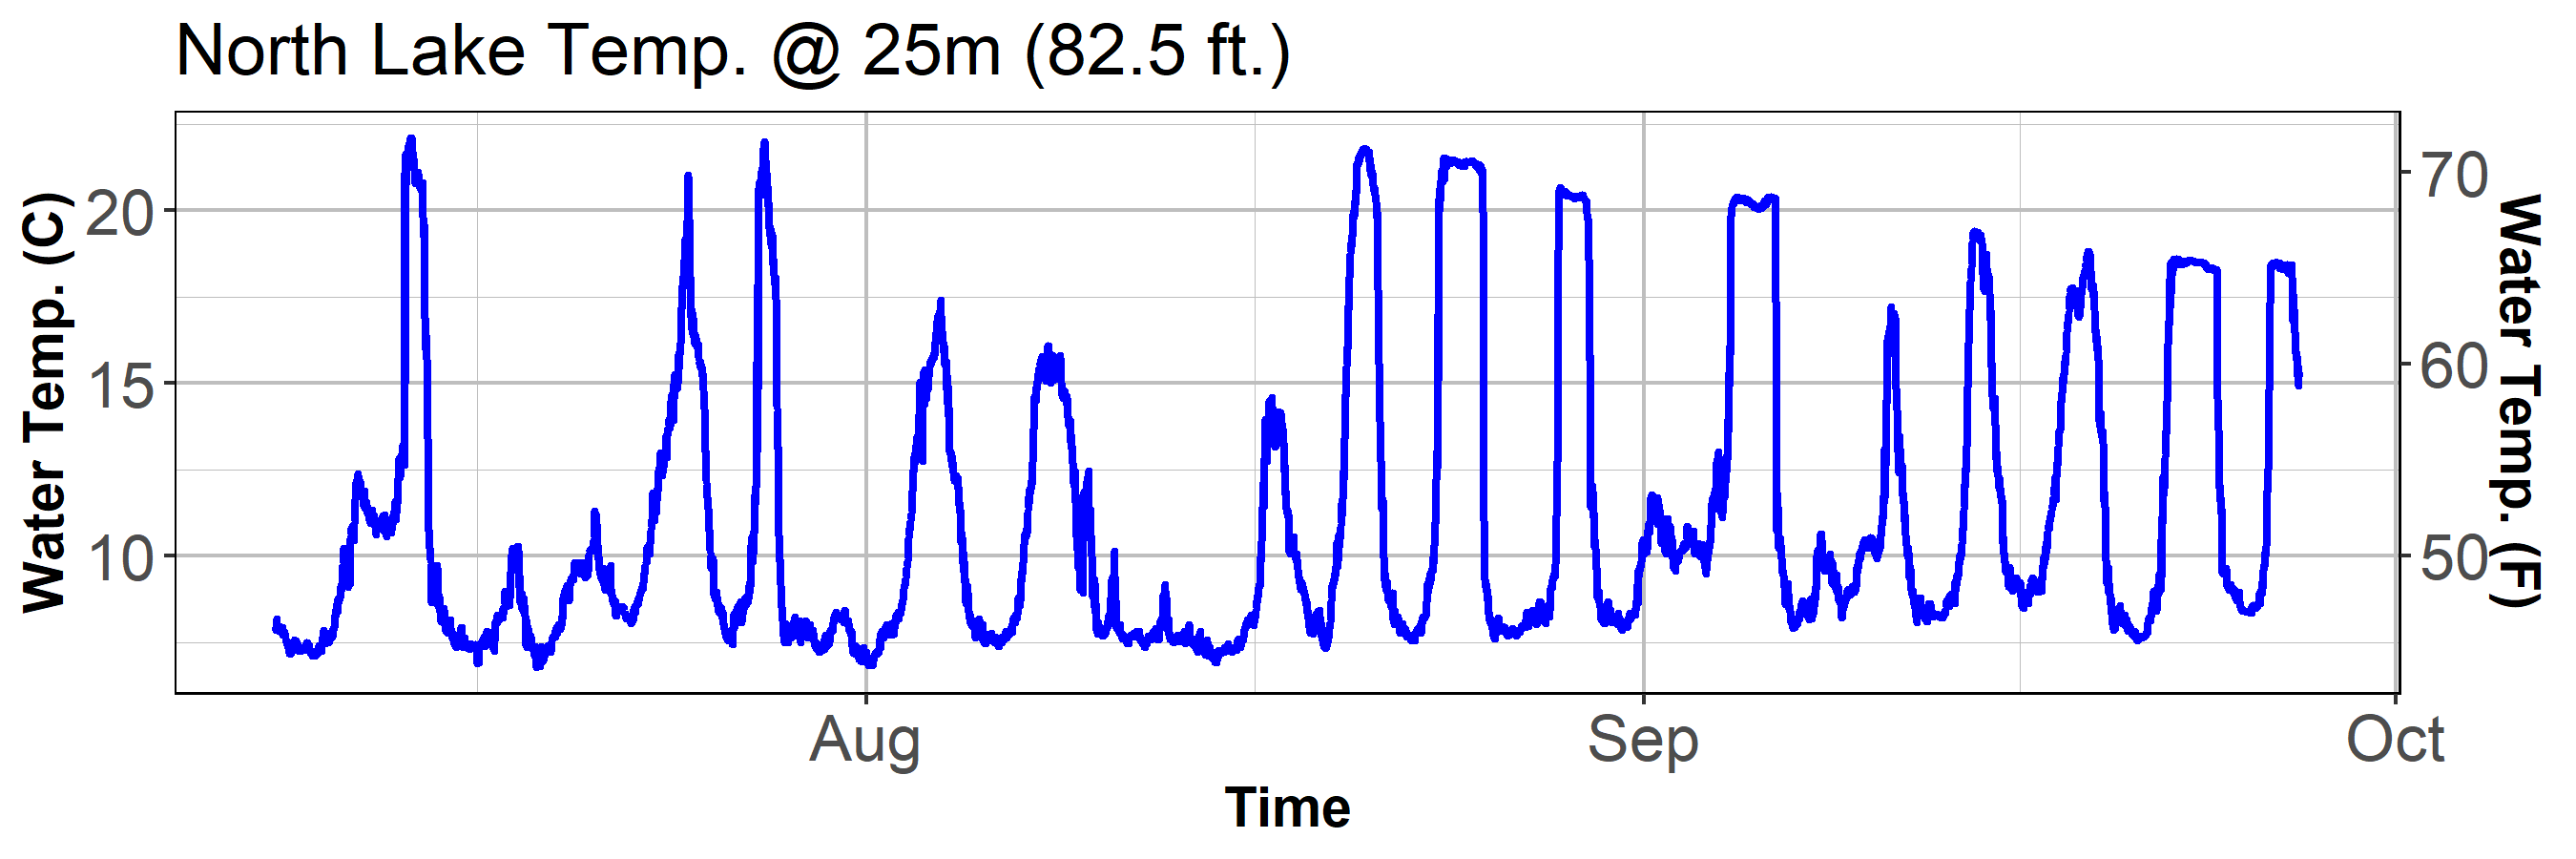 North Lake Temp. @ 25m (82.5 ft.)
Water Temp. (C)
20
15
10
70
60
50
Water Temp. (F)
Aug
Sep
Oct
Time